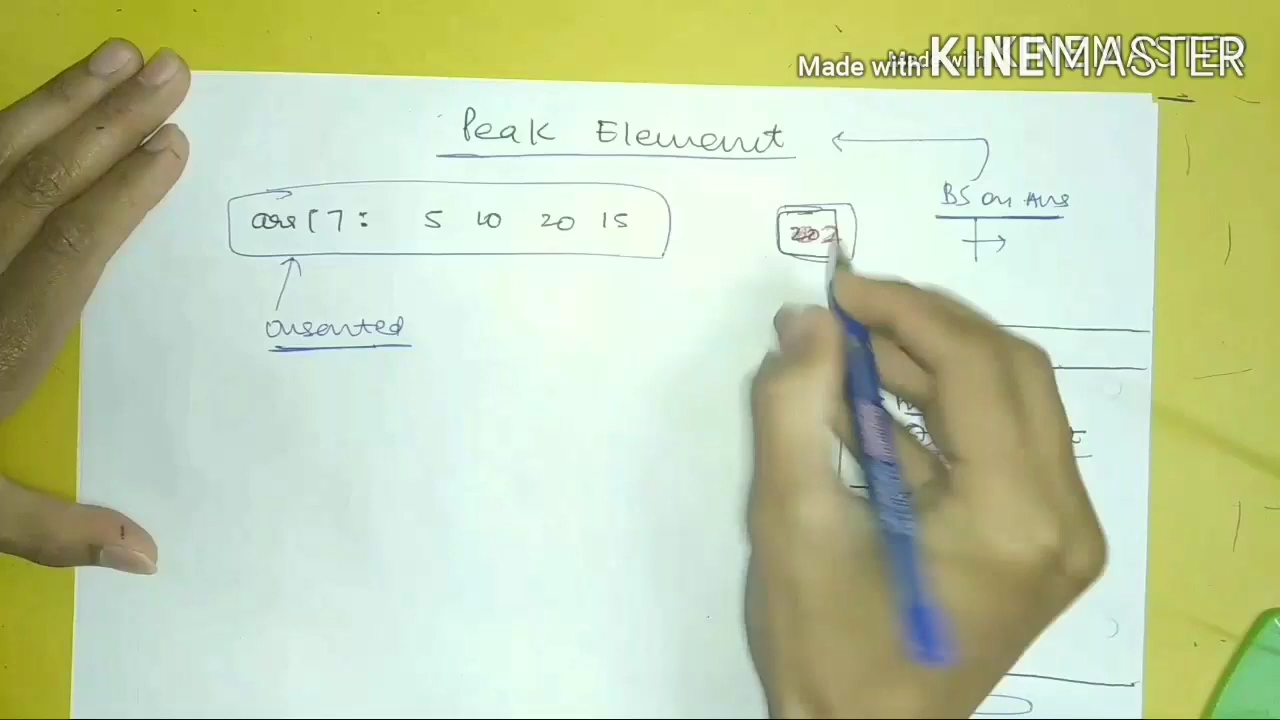 Made with KINEMASTER
Peak Element
BS on Ans
arr[]: 5 10 20 15
unsorted